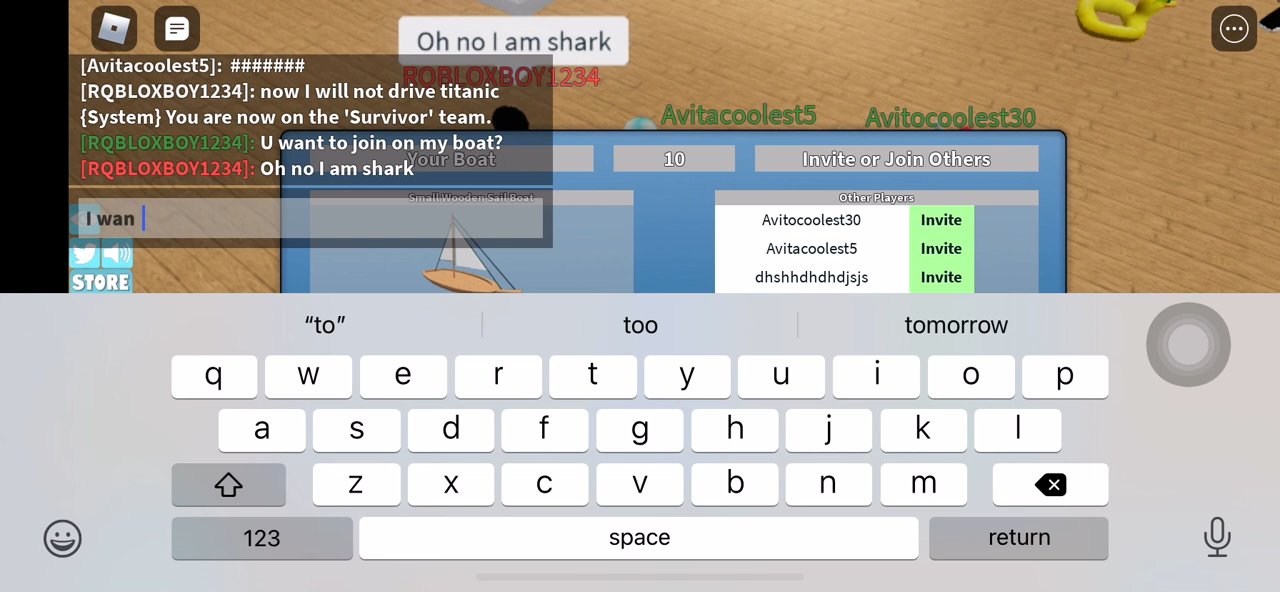 Oh no I am shark
RQBLOXBOY1234
[Avitacoolest5]: #######
[RQBLOXBOY1234]: now I will not drive titanic
{System} You are now on the 'Survivor' team.
[RQBLOXBOY1234]: U want to join on my boat?
[RQBLOXBOY1234]: Oh no I am shark
I wan
Avitacoolest5
Avitocoolest30
Your Boat
10
Invite or Join Others
Small Wooden Sail Boat
Other Players
Avitocoolest30 Invite
Avitacoolest5 Invite
dhshhdhdhdjsjs Invite
STORE
“to” too tomorrow
q w e r t y u i o p
a s d f g h j k l
z x c v b n m
123 space return